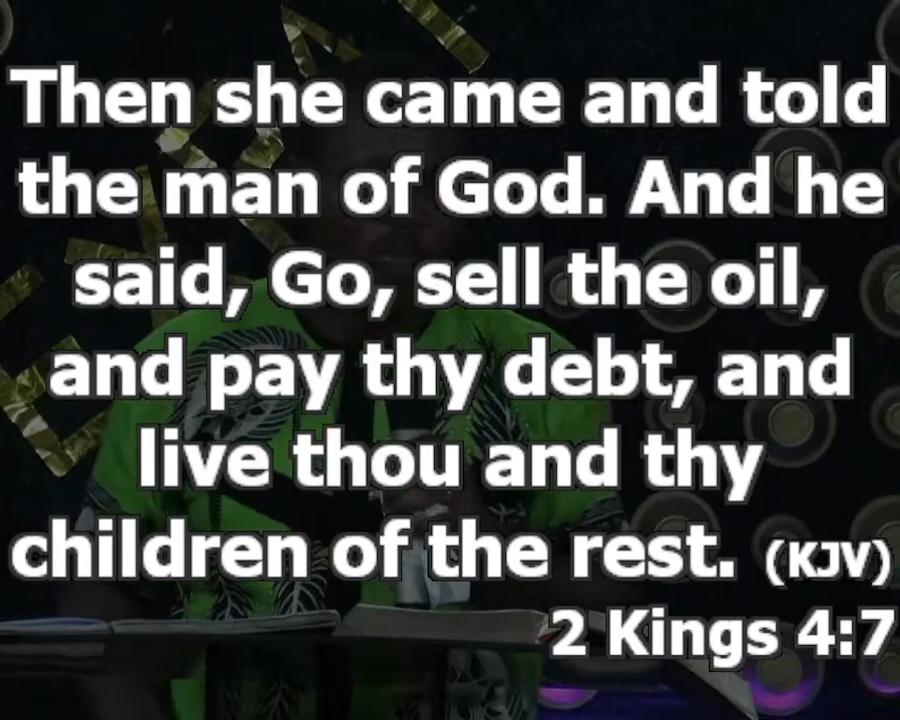 Then she came and told
the man of God. And he
said, Go, sell the oil,
and pay thy debt, and
live thou and thy
children of the rest. (KJV)
2 Kings 4:7